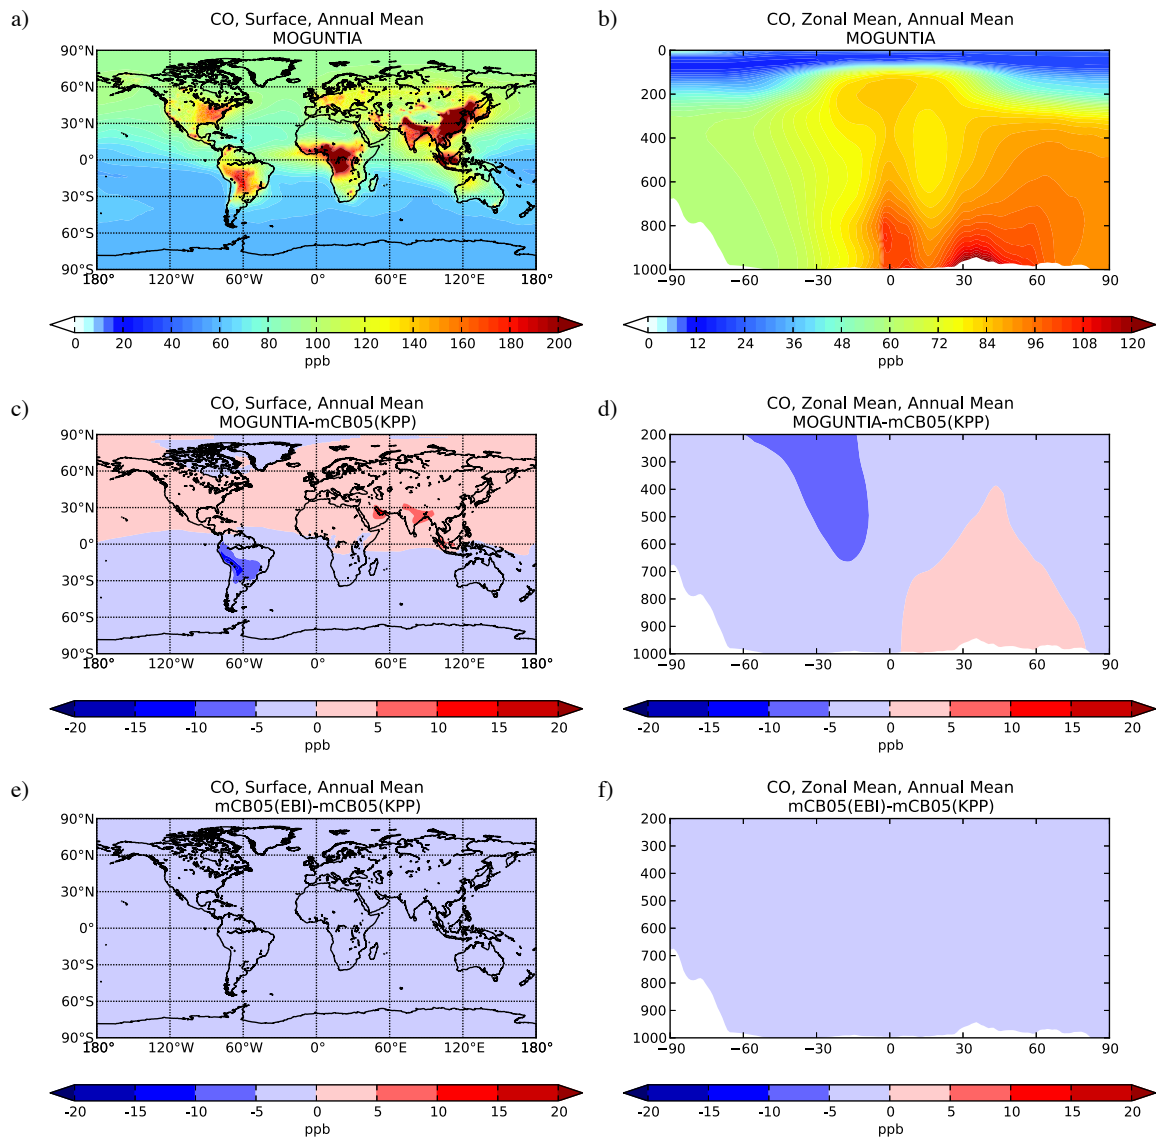 a)
CO, Surface, Annual Mean
MOGUNTIA
90°N
60°N
30°N
0°
30°S
60°S
90°S
180° 120°W 60°W 0° 60°E 120°E 180°
0 20 40 60 80 100 120 140 160 180 200
ppb
b)
CO, Zonal Mean, Annual Mean
MOGUNTIA
0
200
400
600
800
1000
−90 −60 −30 0 30 60 90
0 12 24 36 48 60 72 84 96 108 120
ppb
c)
CO, Surface, Annual Mean
MOGUNTIA-mCB05(KPP)
90°N
60°N
30°N
0°
30°S
60°S
90°S
180° 120°W 60°W 0° 60°E 120°E 180°
-20 -15 -10 -5 0 5 10 15 20
ppb
d)
CO, Zonal Mean, Annual Mean
MOGUNTIA-mCB05(KPP)
200
300
400
500
600
700
800
900
1000
−90 −60 −30 0 30 60 90
-20 -15 -10 -5 0 5 10 15 20
ppb
e)
CO, Surface, Annual Mean
mCB05(EBI)-mCB05(KPP)
90°N
60°N
30°N
0°
30°S
60°S
90°S
180° 120°W 60°W 0° 60°E 120°E 180°
-20 -15 -10 -5 0 5 10 15 20
ppb
f)
CO, Zonal Mean, Annual Mean
mCB05(EBI)-mCB05(KPP)
200
300
400
500
600
700
800
900
1000
−90 −60 −30 0 30 60 90
-20 -15 -10 -5 0 5 10 15 20
ppb